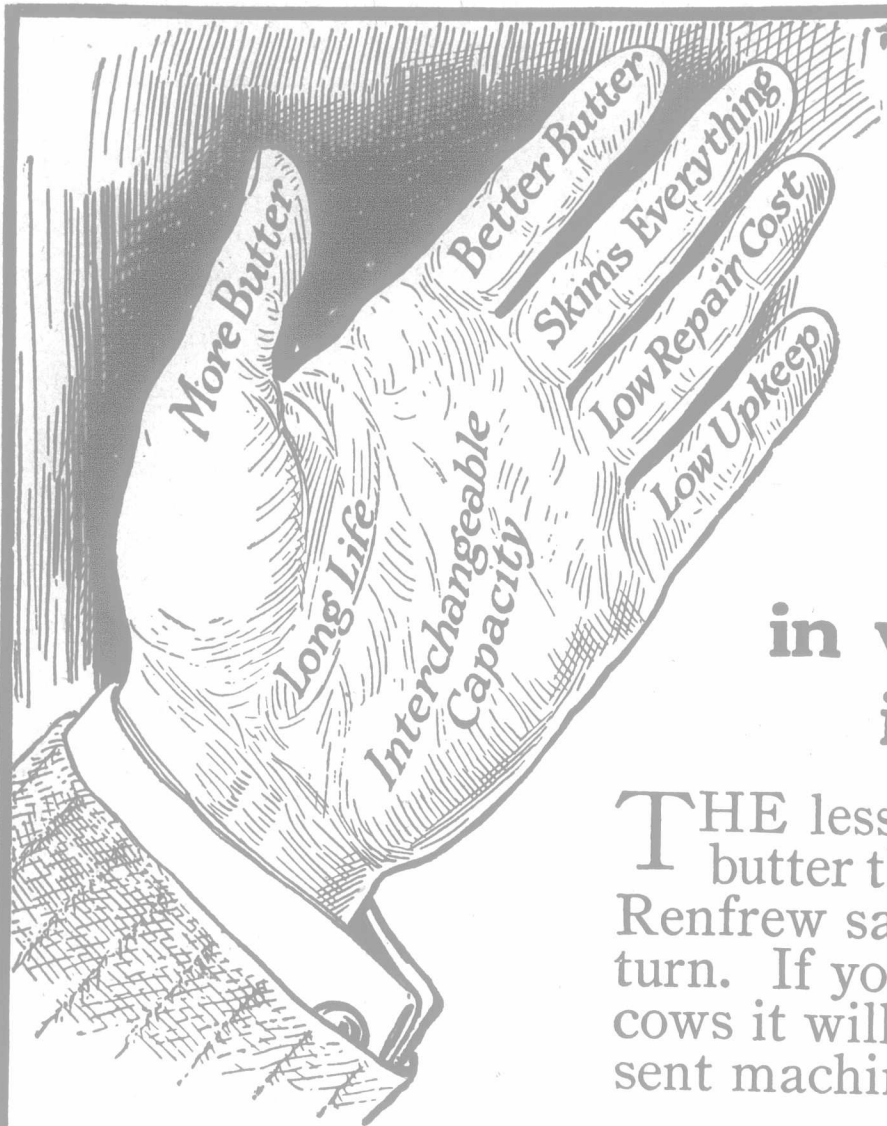 More Butter
Better Butter
Skims Everything
Low Repair Cost
Low Upkeep
Long Life
Interchangeable
Capacity
in
THE less
butter t
Renfrew sa
turn. If yo
cows it will
sent machin